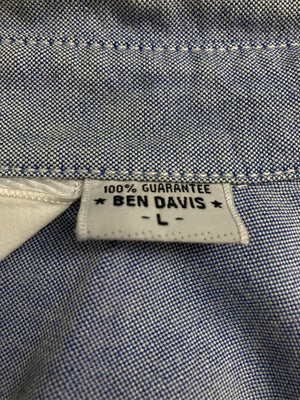 100% GUARANTEE
★ BEN DAVIS ★
- L -